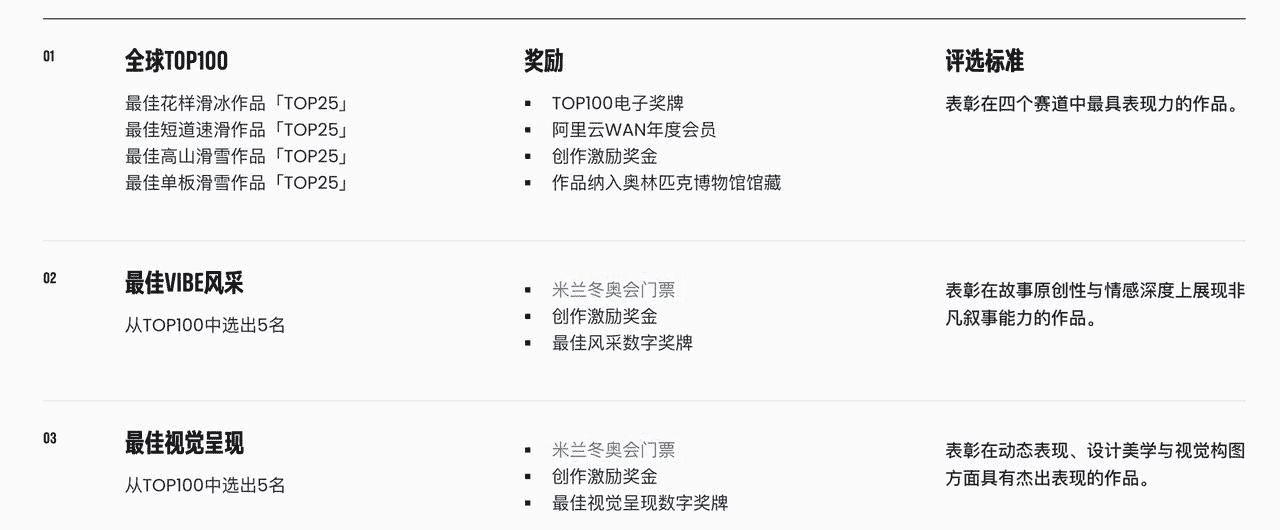 01
全球TOP100
最佳花样滑冰作品「TOP25」
最佳短道速滑作品「TOP25」
最佳高山滑雪作品「TOP25」
最佳单板滑雪作品「TOP25」
奖励
▪ TOP100电子奖牌
▪ 阿里云WAN年度会员
▪ 创作激励奖金
▪ 作品纳入奥林匹克博物馆馆藏
评选标准
表彰在四个赛道中最具表现力的作品。
02
最佳VIBE风采
从TOP100中选出5名
▪ 米兰冬奥会门票
▪ 创作激励奖金
▪ 最佳风采数字奖牌
表彰在故事原创性与情感深度上展现非
凡叙事能力的作品。
03
最佳视觉呈现
从TOP100中选出5名
▪ 米兰冬奥会门票
▪ 创作激励奖金
▪ 最佳视觉呈现数字奖牌
表彰在动态表现、设计美学与视觉构图
方面具有杰出表现的作品。